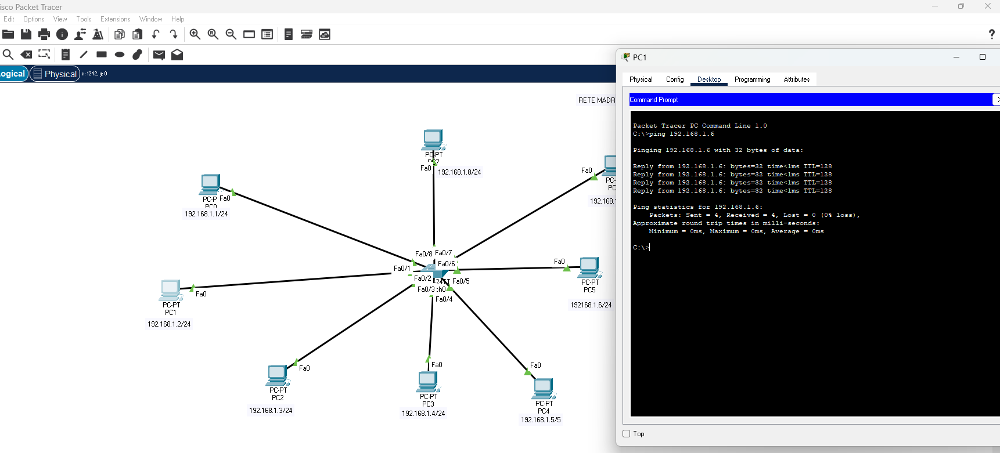 isco Packet Tracer
Edit Options View Tools Extensions Window Help
?
ogical Physical x: 1242, y: 0
RETE MADR
PC-PT
PC7
Fa0
192.168.1.8/24
PC-P Fa0
PC0
192.168.1.1/24
Fa0
PC-
PC
192.168.1
Fa0/8 Fa0/7
Fa0/6
Fa0/1
Fa0/2
-24TT Fa0/5
Fa0/3 ch0
Fa0/4
Fa0
PC-PT
PC5
192168.1.6/24
Fa0
PC-PT
PC1
192.168.1.2/24
Fa0
PC-PT
PC2
192.168.1.3/24
Fa0
PC-PT
PC3
192.168.1.4/24
Fa0
PC-PT
PC4
192.168.1.5/5
PC1
Physical Config Desktop Programming Attributes
Command Prompt X
Packet Tracer PC Command Line 1.0
C:\>ping 192.168.1.6
Pinging 192.168.1.6 with 32 bytes of data:
Reply from 192.168.1.6: bytes=32 time<1ms TTL=128
Reply from 192.168.1.6: bytes=32 time<1ms TTL=128
Reply from 192.168.1.6: bytes=32 time<1ms TTL=128
Reply from 192.168.1.6: bytes=32 time<1ms TTL=128
Ping statistics for 192.168.1.6:
Packets: Sent = 4, Received = 4, Lost = 0 (0% loss),
Approximate round trip times in milli-seconds:
Minimum = 0ms, Maximum = 0ms, Average = 0ms
C:\>
Top